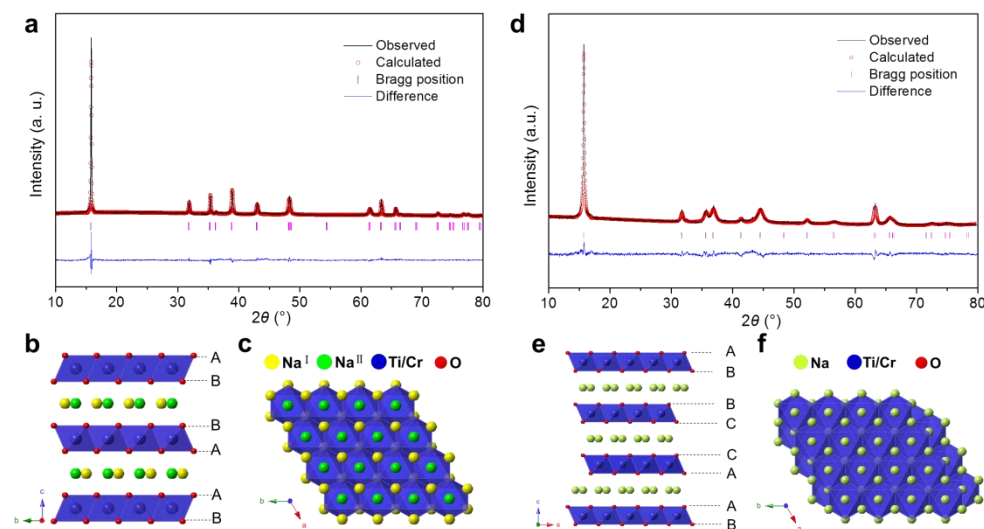 a
Intensity (a. u.)
Observed
Calculated
Bragg position
Difference
10 20 30 40 50 60 70 80
2θ (°)
d
Intensity (a.u.)
Observed
Calculated
Bragg position
Difference
10 20 30 40 50 60 70 80
2θ (°)
b
A
B
B
A
A
B
c
b
a
c
Naᴵ Naᴵᴵ Ti/Cr O
b
a
e
A
B
B
C
C
A
A
B
c
b
a
f
Na Ti/Cr O
b
a